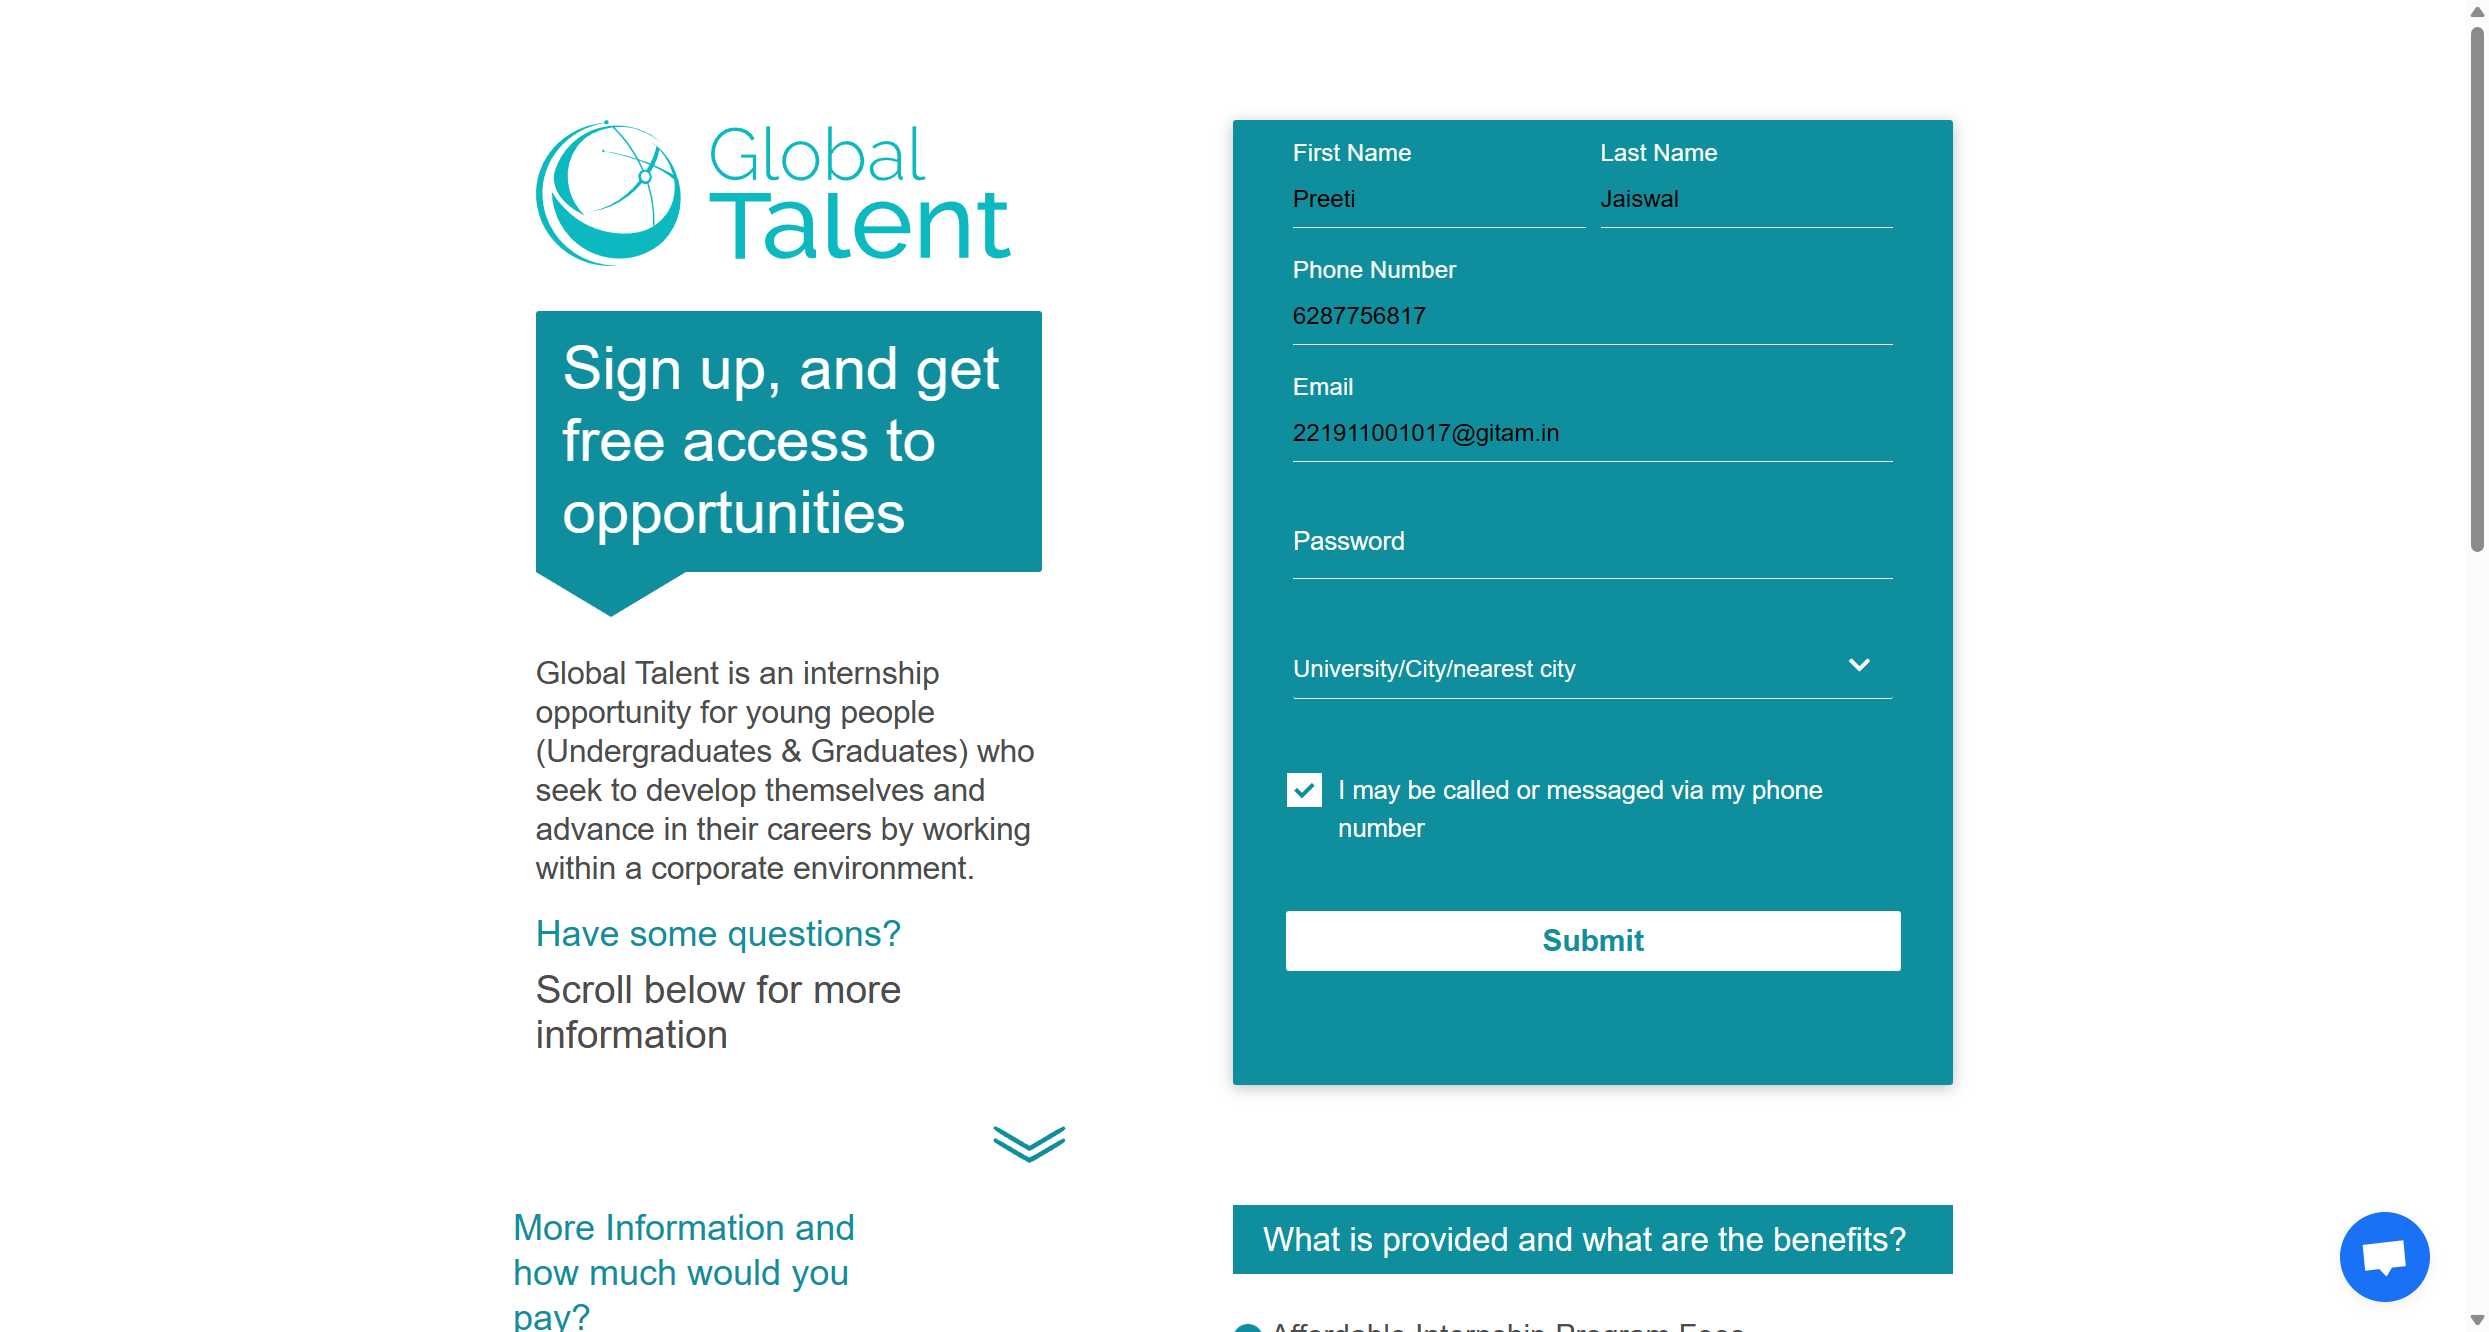 Global
Talent
Sign up, and get
free access to
opportunities
Global Talent is an internship
opportunity for young people
(Undergraduates & Graduates) who
seek to develop themselves and
advance in their careers by working
within a corporate environment.
Have some questions?
Scroll below for more
information
First Name
Last Name
Preeti
Jaiswal
Phone Number
6287756817
Email
221911001017@gitam.in
Password
University/City/nearest city
I may be called or messaged via my phone
number
Submit
More Information and
how much would you
pay?
What is provided and what are the benefits?
Affordable Internship Program Fees